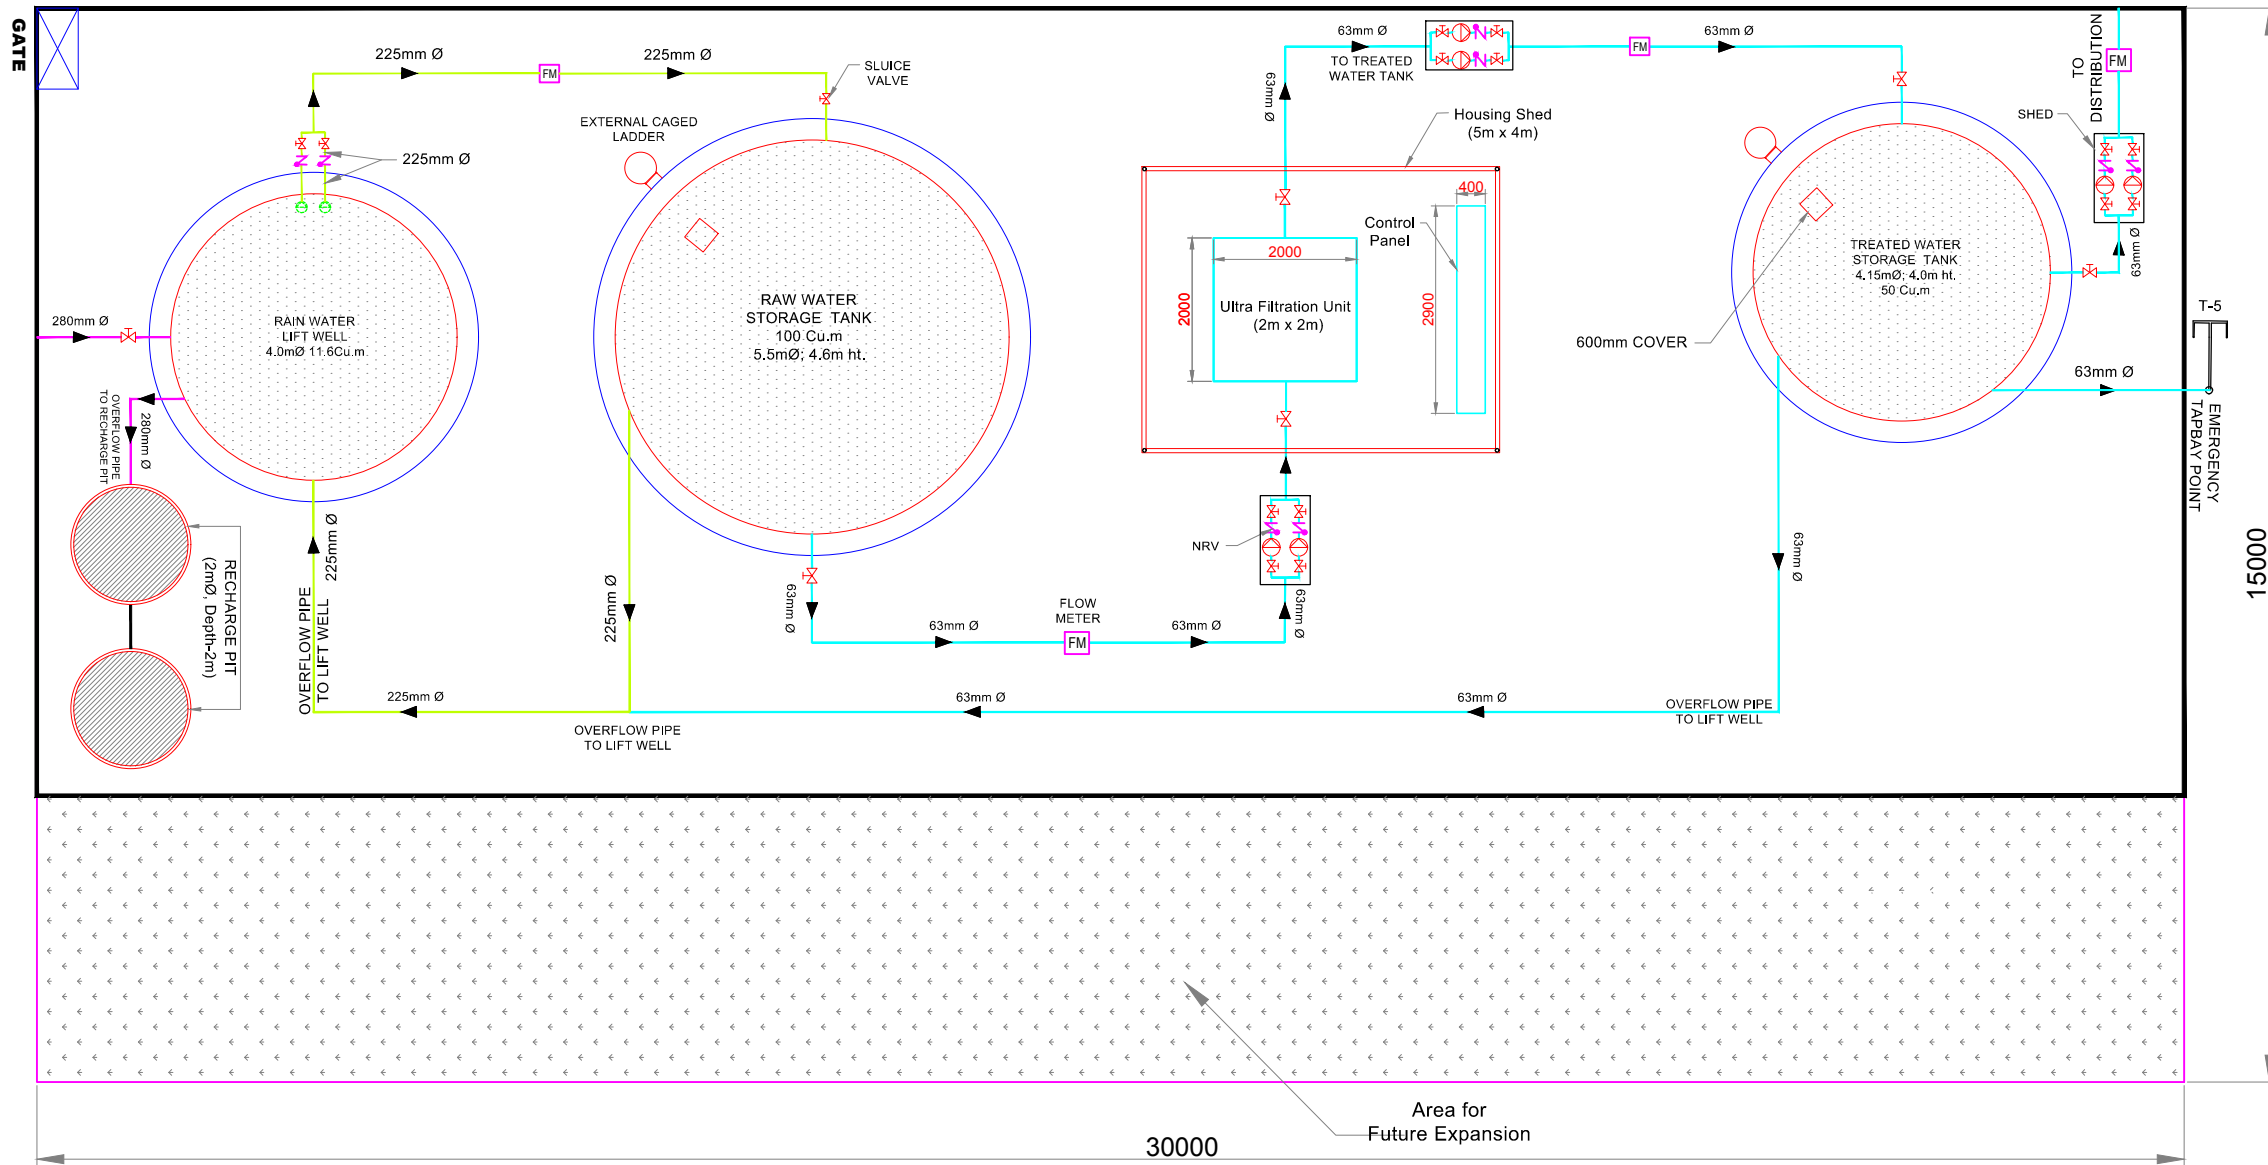 GATE
225mm Ø
225mm Ø
FM
SLUICE
VALVE
EXTERNAL CAGED
LADDER
225mm Ø
280mm Ø
RAIN WATER
LIFT WELL
4.0mØ 11.6Cu.m
OVERFLOW PIPE
TO RECHARGE PIT
280mm Ø
RECHARGE PIT
(2mØ, Depth-2m)
225mm Ø
OVERFLOW PIPE
TO LIFT WELL
225mm Ø
RAW WATER
STORAGE TANK
100 Cu.m
5.5mØ; 4.6m ht.
225mm Ø
OVERFLOW PIPE
TO LIFT WELL
63mm Ø
63mm Ø
FLOW
METER
FM
63mm Ø
63mm Ø
NRV
63mm Ø
63mm Ø
63mm Ø
63mm Ø
TO TREATED
WATER TANK
FM
63mm Ø
Housing Shed
(5m x 4m)
400
Control
Panel
2900
2000
2000
Ultra Filtration Unit
(2m x 2m)
600mm COVER
TREATED WATER
STORAGE TANK
4.15mØ; 4.0m ht.
50 Cu.m
TO
DISTRIBUTION
FM
SHED
63mm Ø
T-5
63mm Ø
EMERGENCY
TAPBAY POINT
63mm Ø
OVERFLOW PIPE
TO LIFT WELL
15000
Area for
Future Expansion
30000